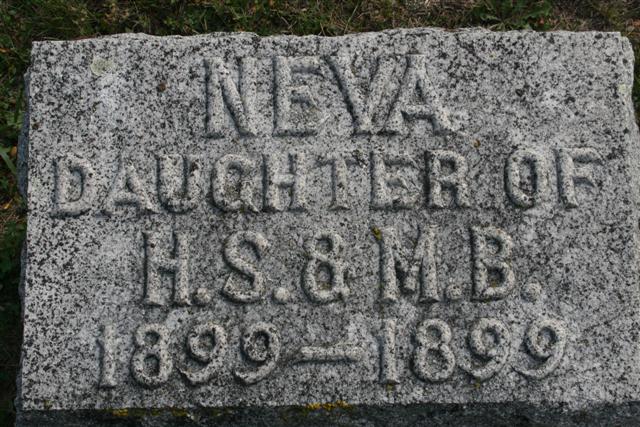 NEVA
DAUGHTER OF
H.S. & M.B.
1899-1899